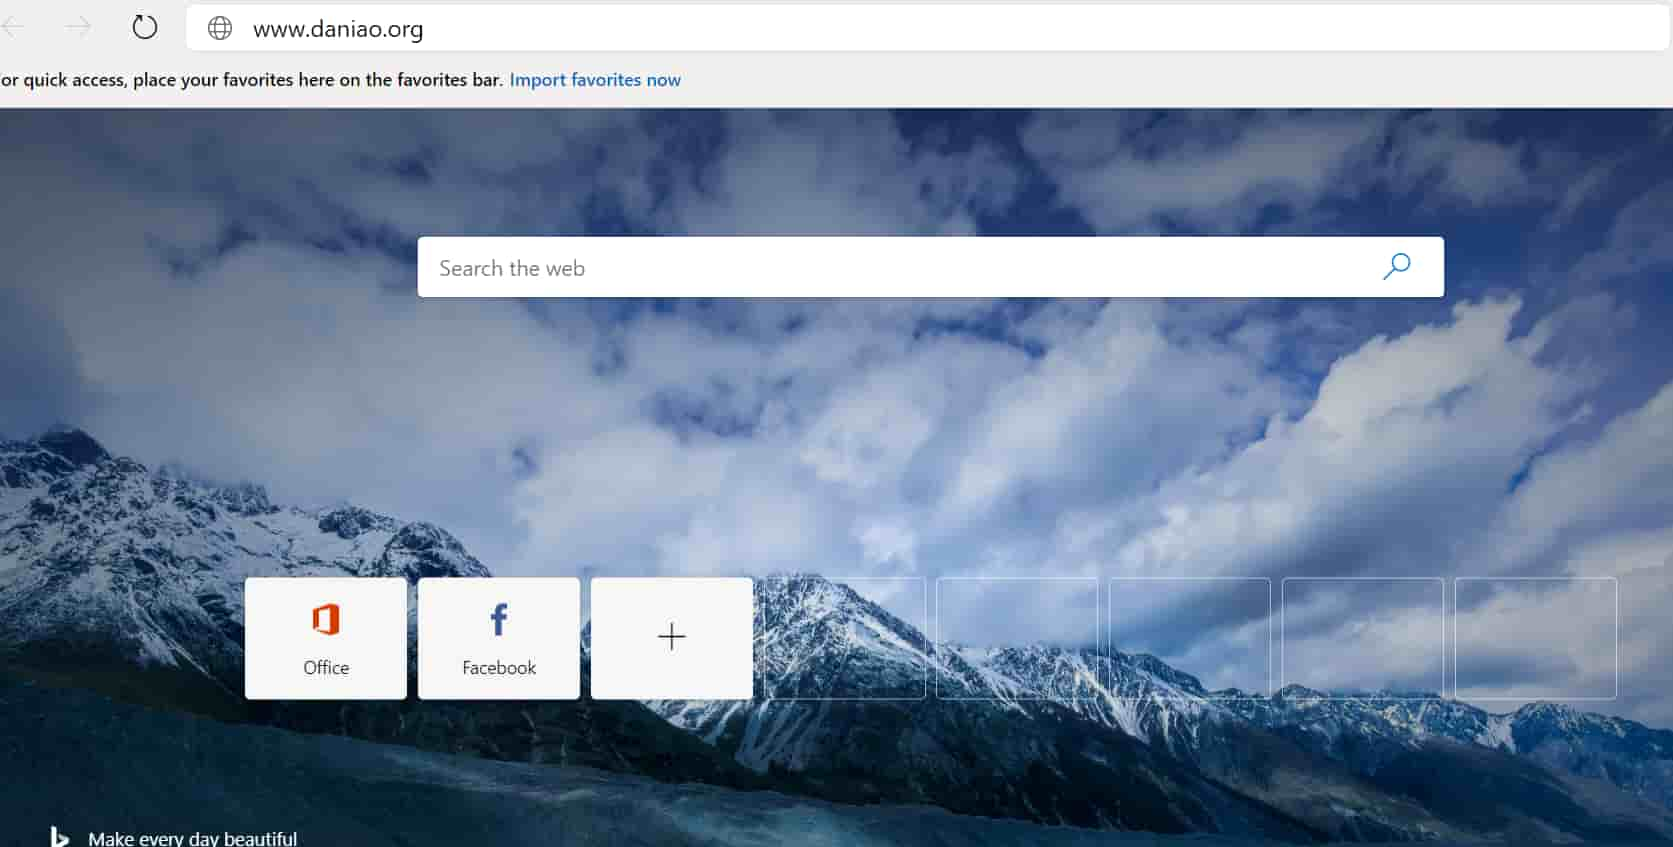 www.daniao.org
or quick access, place your favorites here on the favorites bar. Import favorites now
Search the web
Office
Facebook
Make every day beautiful